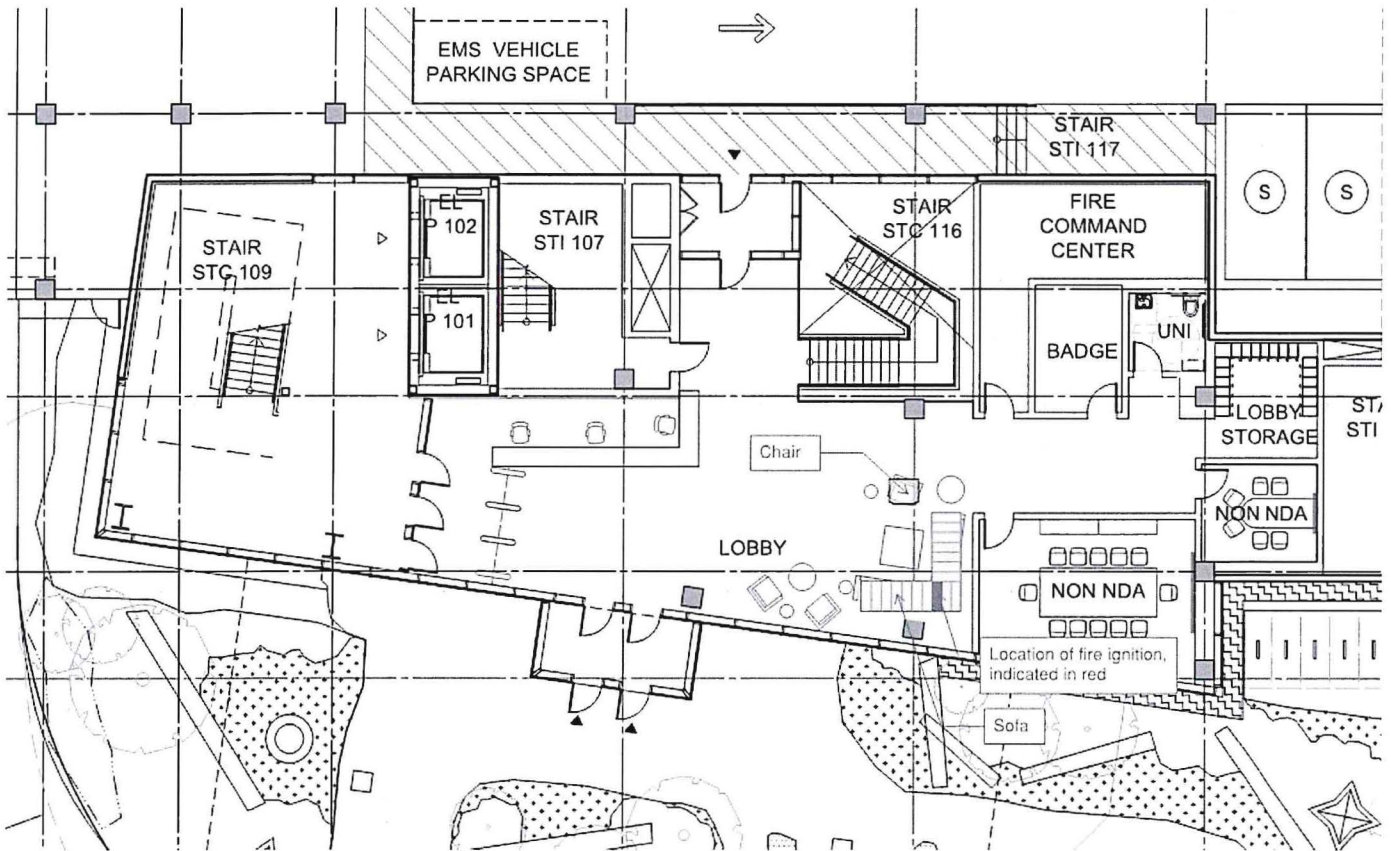 EMS VEHICLE
PARKING SPACE
STAIR
STI 117
S
S
EL
102
STAIR
STI 107
STAIR
STC 116
FIRE
COMMAND
CENTER
STAIR
STC 109
EL
101
BADGE
UNI
LOBBY
STORAGE
STA
STI
Chair
NON NDA
LOBBY
NON NDA
Location of fire ignition,
indicated in red
Sofa